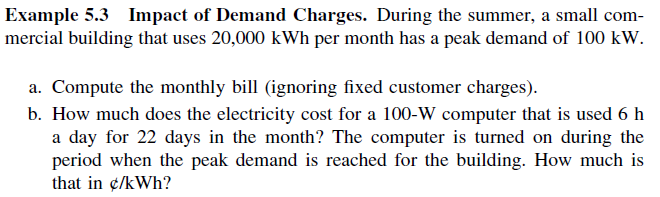 Example 5.3 Impact of Demand Charges. During the summer, a small com-
mercial building that uses 20,000 kWh per month has a peak demand of 100 kW.
a. Compute the monthly bill (ignoring fixed customer charges).
b. How much does the electricity cost for a 100-W computer that is used 6 h
a day for 22 days in the month? The computer is turned on during the
period when the peak demand is reached for the building. How much is
that in ¢/kWh?